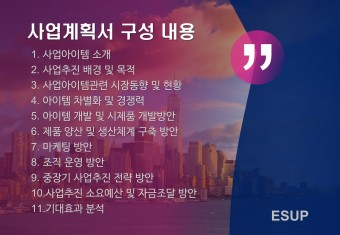 사업계획서 구성 내용
1. 사업아이템 소개
2. 사업추진 배경 및 목적
3. 사업아이템관련 시장동향 및 현황
4. 아이템 차별화 및 경쟁력
5. 아이템 개발 및 시제품 개발방안
6. 제품 양산 및 생산체계 구축 방안
7. 마케팅 방안
8. 조직 운영 방안
9. 중장기 사업추진 전략 방안
10.사업추진 소요예산 및 자금조달 방안
11.기대효과 분석
ESUP